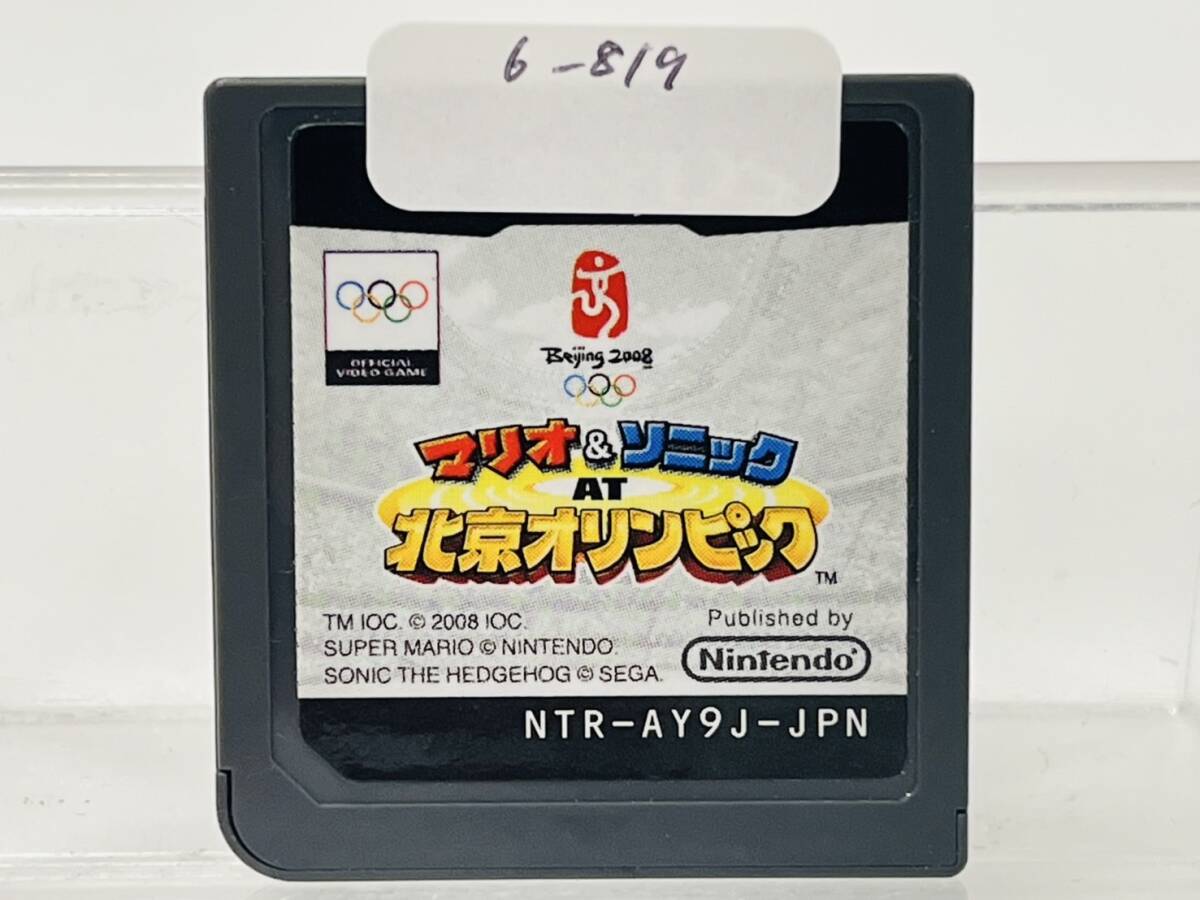 6-819
OFFICIAL
VIDEO GAME
Beijing 2008
マリオ&ソニック
AT
北京オリンピック
TM
TM IOC. © 2008 IOC.
SUPER MARIO © NINTENDO.
SONIC THE HEDGEHOG © SEGA.
Published by
Nintendo
NTR-AY9J-JPN